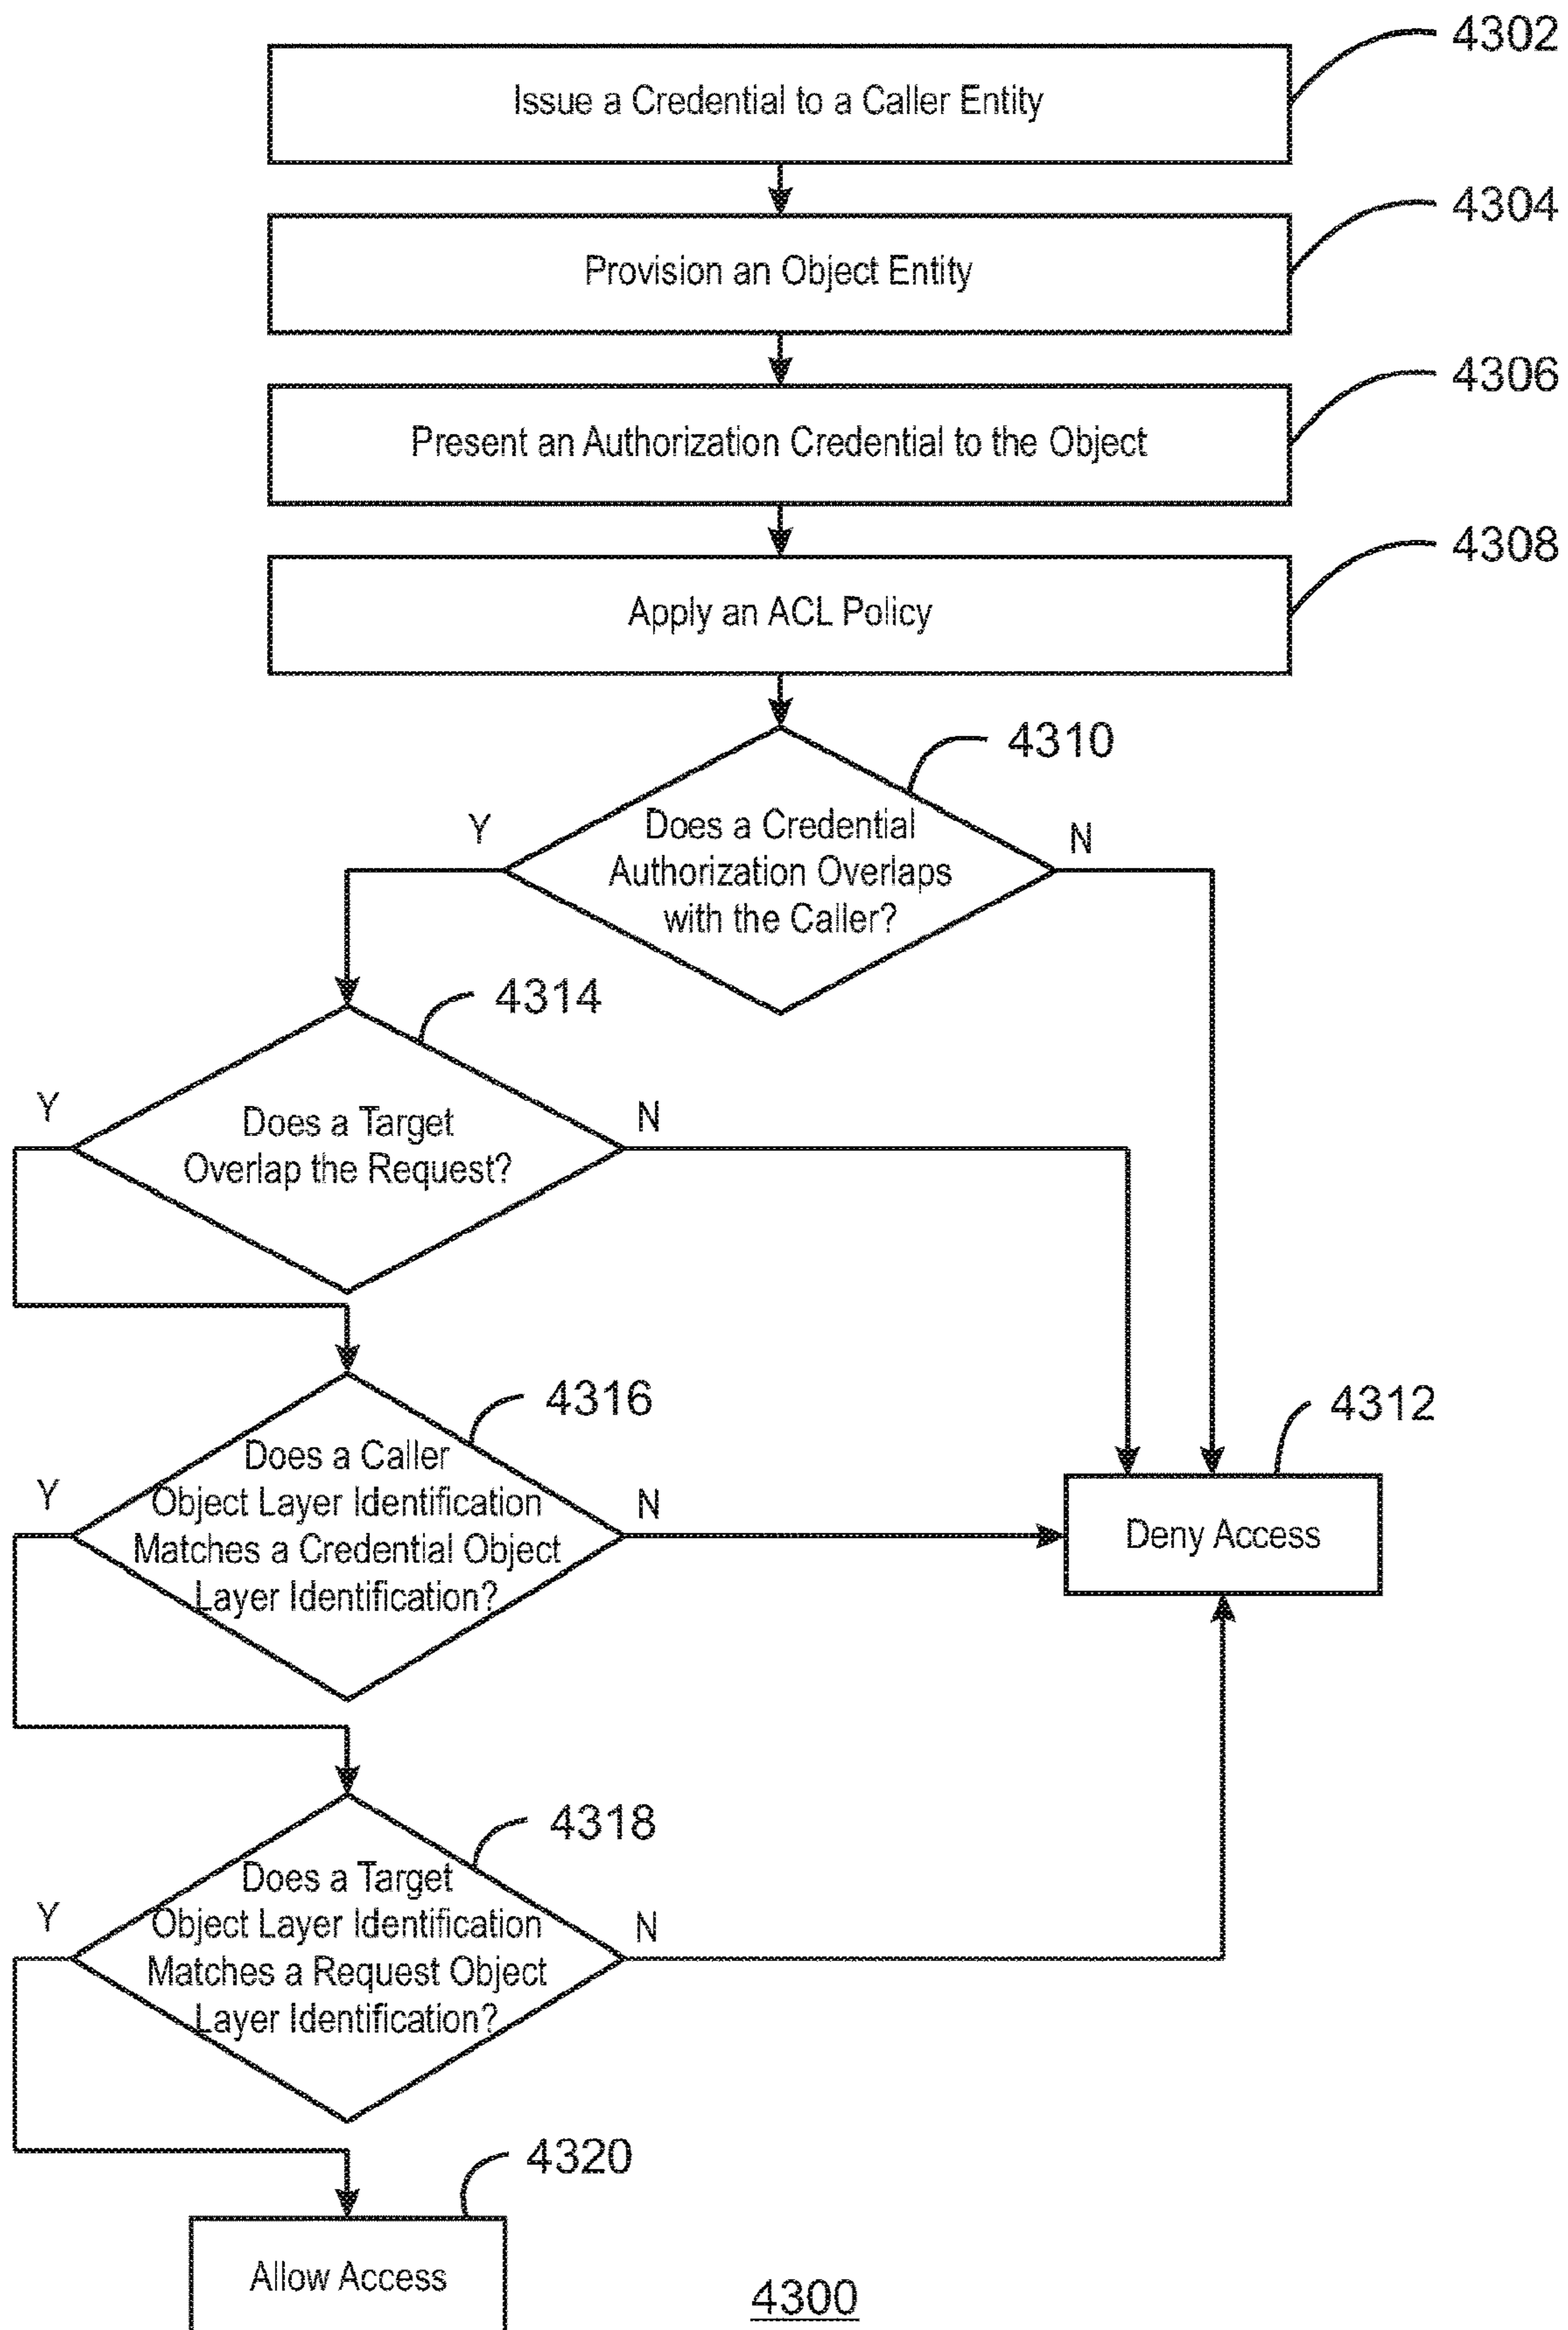 4302
Issue a Credential to a Caller Entity
4304
Provision an Object Entity
4306
Present an Authorization Credential to the Object
4308
Apply an ACL Policy
4310
Y
Does a Credential
Authorization Overlaps
with the Caller?
N
4314
Y
Does a Target
Overlap the Request?
N
4316
Y
Does a Caller
Object Layer Identification
Matches a Credential Object
Layer Identification?
N
4312
Deny Access
4318
Y
Does a Target
Object Layer Identification
Matches a Request Object
Layer Identification?
N
4320
Allow Access
4300